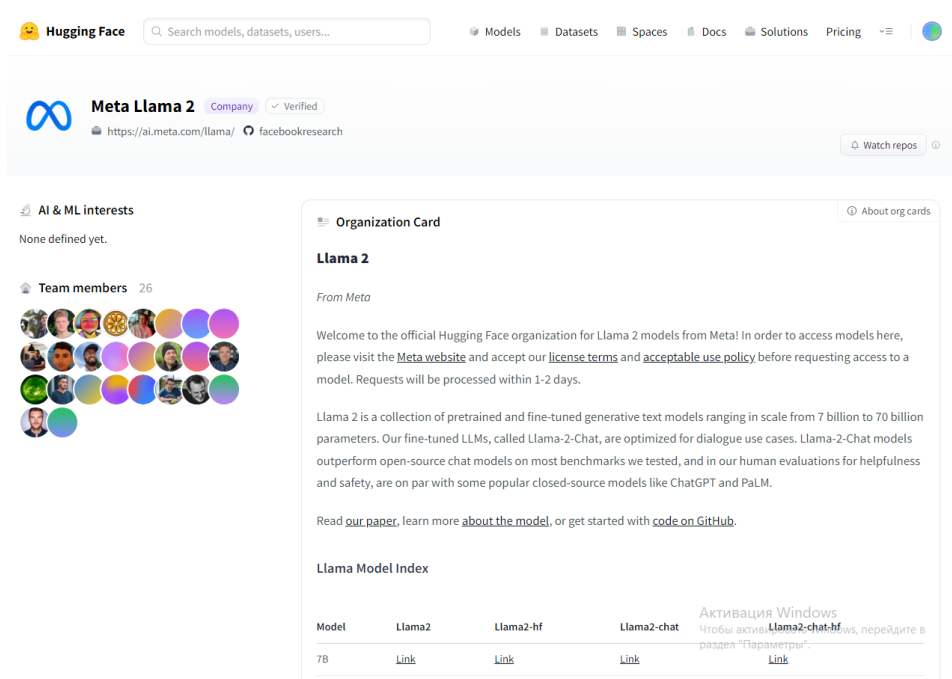 Hugging Face
Search models, datasets, users...
Models
Datasets
Spaces
Docs
Solutions
Pricing
Meta Llama 2
Company
Verified
https://ai.meta.com/llama/
facebookresearch
Watch repos
AI & ML interests
None defined yet.
Team members 26
About org cards
Organization Card
Llama 2
From Meta
Welcome to the official Hugging Face organization for Llama 2 models from Meta! In order to access models here,
please visit the Meta website and accept our license terms and acceptable use policy before requesting access to a
model. Requests will be processed within 1-2 days.
Llama 2 is a collection of pretrained and fine-tuned generative text models ranging in scale from 7 billion to 70 billion
parameters. Our fine-tuned LLMs, called Llama-2-Chat, are optimized for dialogue use cases. Llama-2-Chat models
outperform open-source chat models on most benchmarks we tested, and in our human evaluations for helpfulness
and safety, are on par with some popular closed-source models like ChatGPT and PaLM.
Read our paper, learn more about the model, or get started with code on GitHub.
Llama Model Index
Model Llama2 Llama2-hf Llama2-chat Llama2-chat-hf
7B Link Link Link Link
Активация Windows
Чтобы активировать Windows, перейдите в
раздел "Параметры".